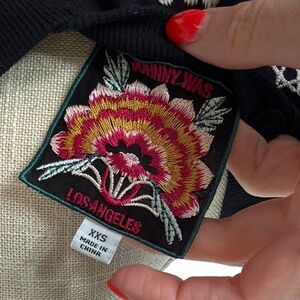 JOHNNY WAS
LOS ANGELES
XXS
MADE IN
CHINA